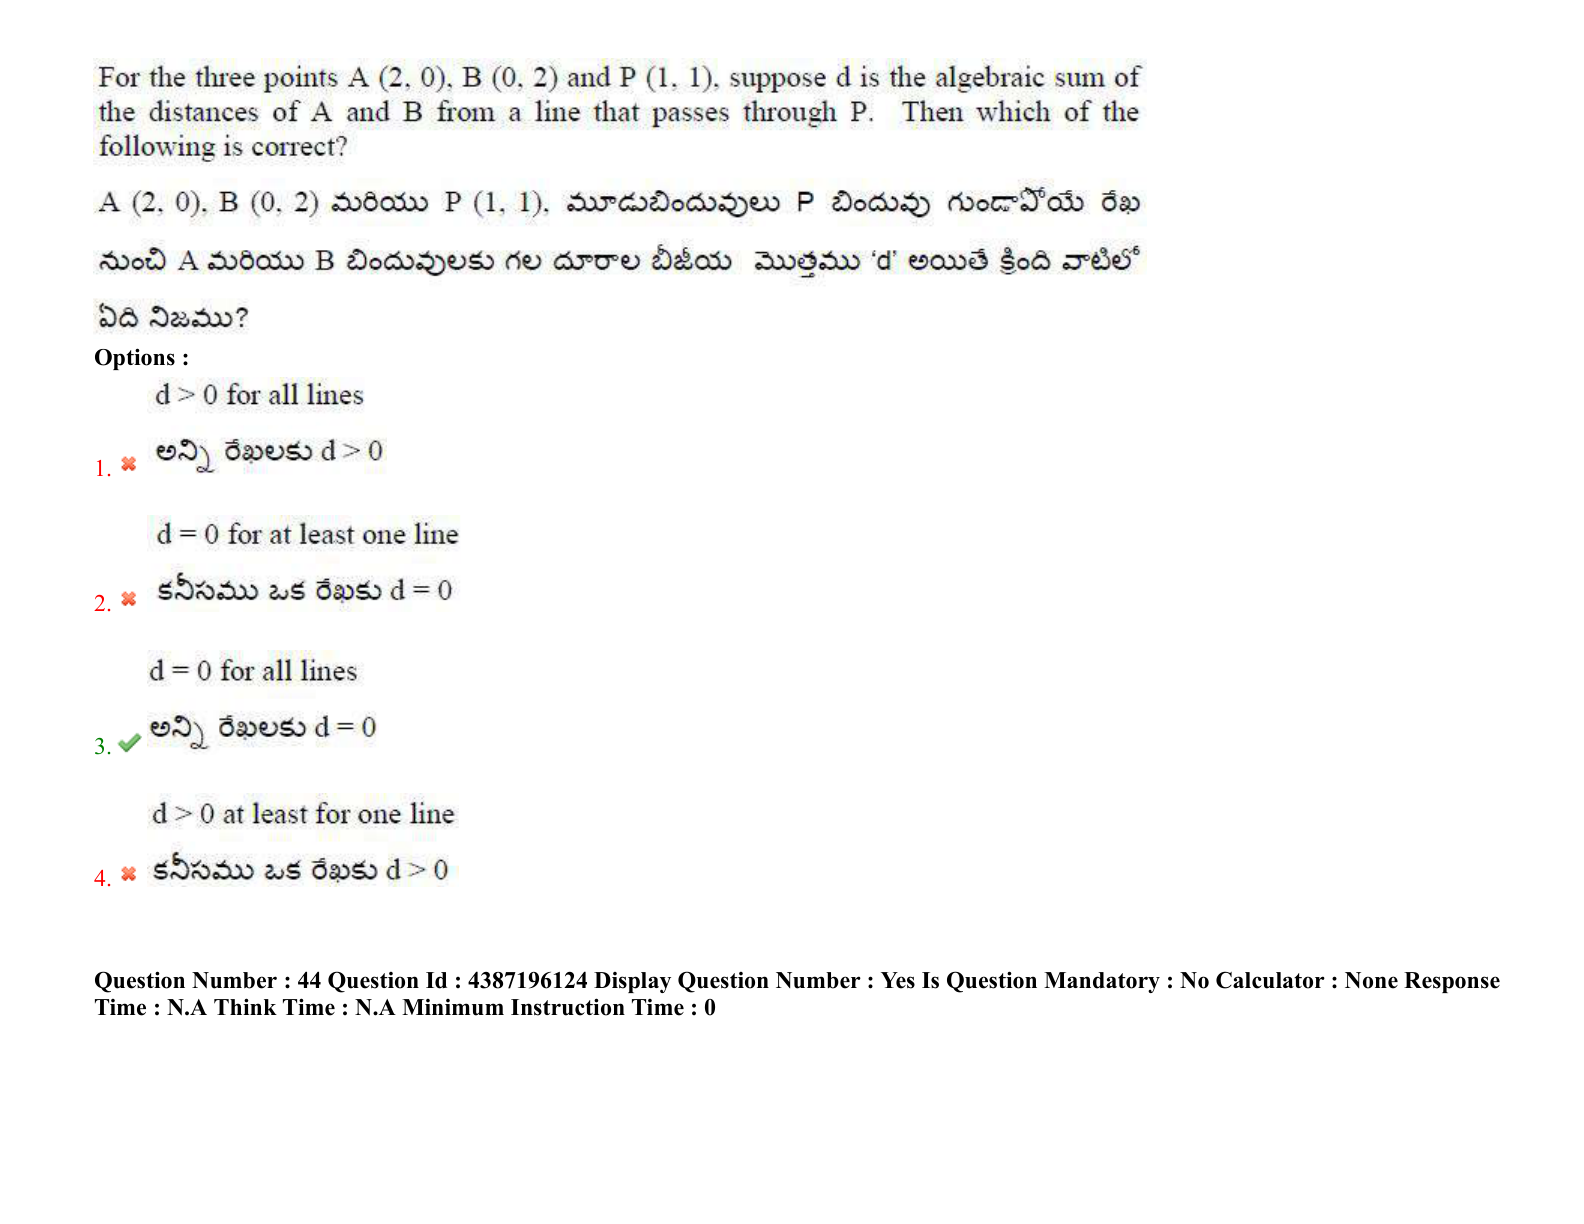 For the three points A (2, 0), B (0, 2) and P (1, 1), suppose d is the algebraic sum of
the distances of A and B from a line that passes through P. Then which of the
following is correct?
A (2, 0), B (0, 2) మరియు P (1, 1), మూడుబిందువులు P బిందువు గుండాపోయే రేఖ
నుంచి A మరియు B బిందువులకు గల దూరాల బీజీయ మొత్తము ‘d’ అయితే క్రింది వాటిలో
ఏది నిజము?
Options :
d > 0 for all lines
1. అన్ని రేఖలకు d > 0
d = 0 for at least one line
2. కనీసము ఒక రేఖకు d = 0
d = 0 for all lines
3. అన్ని రేఖలకు d = 0
d > 0 at least for one line
4. కనీసము ఒక రేఖకు d > 0
Question Number : 44 Question Id : 4387196124 Display Question Number : Yes Is Question Mandatory : No Calculator : None Response
Time : N.A Think Time : N.A Minimum Instruction Time : 0